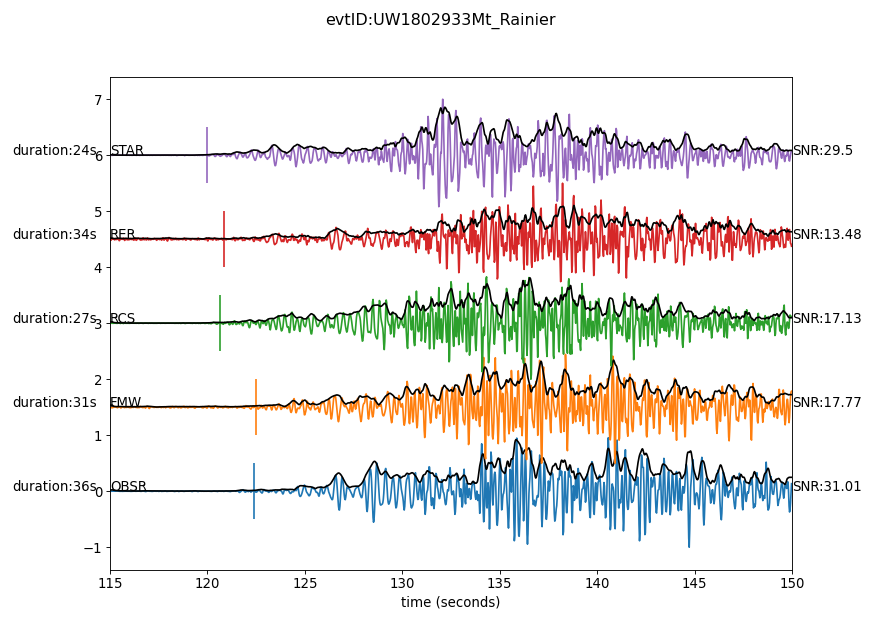 evtID:UW1802933Mt_Rainier
7
duration:24s 6 STAR SNR:29.5
5
duration:34s RER SNR:13.48
4
duration:27s 3 RCS SNR:17.13
2
duration:31s FMW SNR:17.77
1
duration:36s 0 OBSR SNR:31.01
−1
115 120 125 130 135 140 145 150
time (seconds)